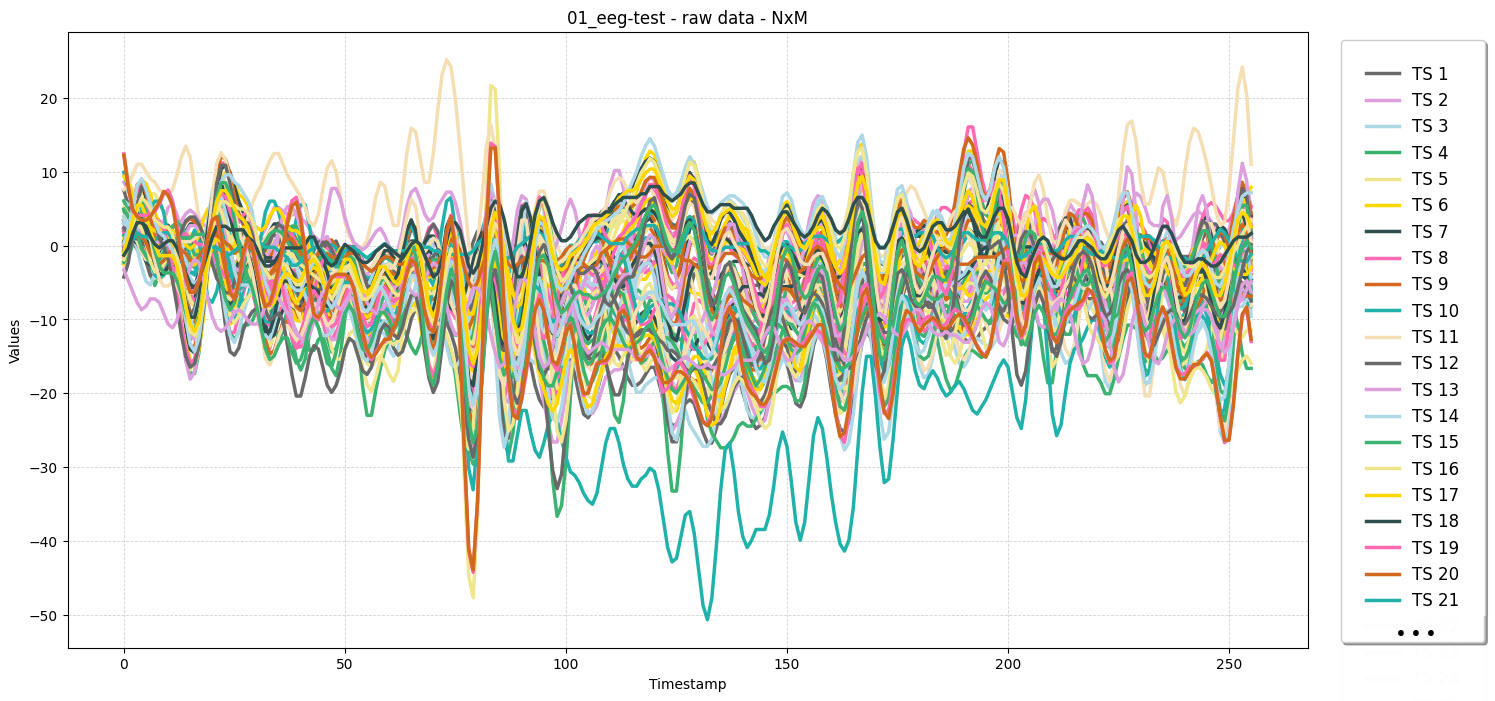 01_eeg-test - raw data - NxM
Values
20
10
0
−10
−20
−30
−40
−50
0 50 100 150 200 250
Timestamp
TS 1
TS 2
TS 3
TS 4
TS 5
TS 6
TS 7
TS 8
TS 9
TS 10
TS 11
TS 12
TS 13
TS 14
TS 15
TS 16
TS 17
TS 18
TS 19
TS 20
TS 21
• • •